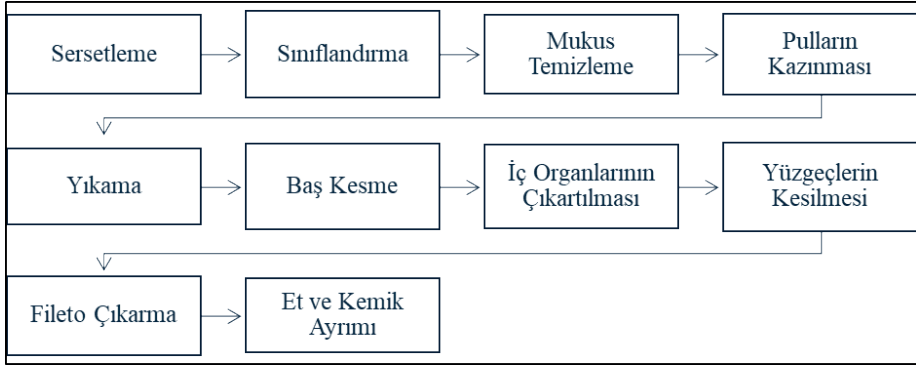 Sersetleme
Sınıflandırma
Mukus
Temizleme
Pulların
Kazınması
Yıkama
Baş Kesme
İç Organlarının
Çıkartılması
Yüzgeçlerin
Kesilmesi
Fileto Çıkarma
Et ve Kemik
Ayrımı